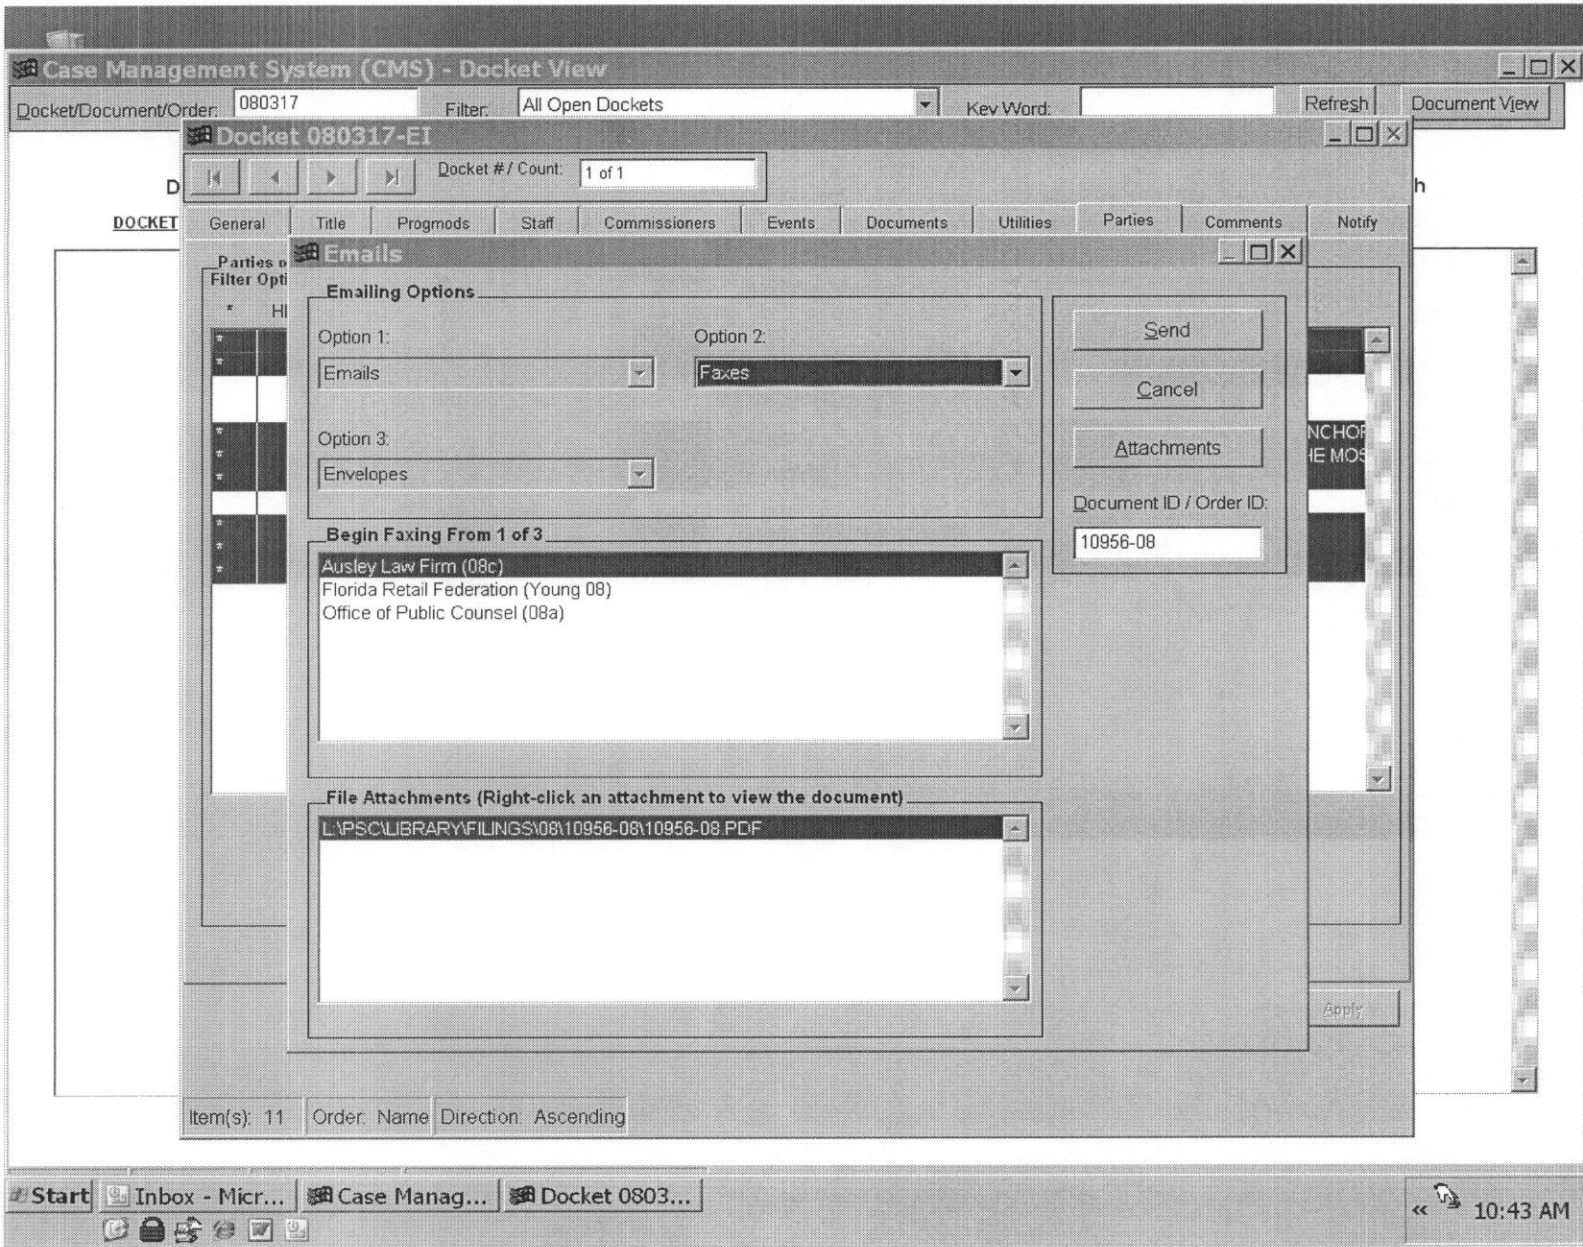 Case Management System (CMS) - Docket View
Docket/Document/Order: 080317 Filter: All Open Dockets Key Word: Refresh Document View
Docket 080317-EI
Docket # / Count: 1 of 1
D h
DOCKET General Title Progmods Staff Commissioners Events Documents Utilities Parties Comments Notify
Parties o
Filter Opti
* HI
Emails
Emailing Options
Option 1: Option 2: Send
Emails Faxes
Cancel
Option 3: Attachments NCHOR
Envelopes HE MOS
Document ID / Order ID:
10956-08
Begin Faxing From 1 of 3
Ausley Law Firm (08c)
Florida Retail Federation (Young 08)
Office of Public Counsel (08a)
File Attachments (Right-click an attachment to view the document)
L:\PSC\LIBRARY\FILINGS\08\10956-08\10956-08.PDF
Apply
Item(s): 11 Order: Name Direction: Ascending
Start Inbox - Micr... Case Manag... Docket 0803... « 10:43 AM